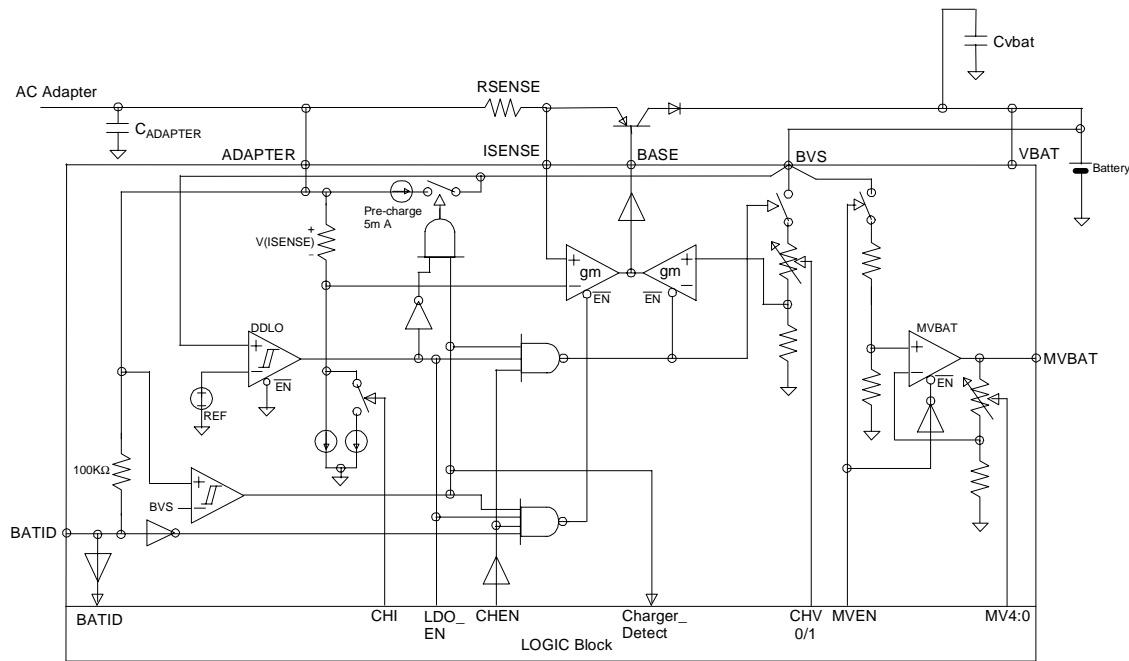 Cvbat
RSENSE
AC Adapter
CADAPTER
ADAPTER
ISENSE
BASE
BVS
VBAT
Battery
Pre-charge
5m A
+
V(ISENSE)
−
+
gm
−
EN
+
gm
−
EN
DDLO
+
−
EN
REF
MVBAT
+
−
EN
MVBAT
100KΩ
+
BVS
−
BATID
BATID
CHI
LDO_
EN
CHEN
Charger_
Detect
CHV
0/1
MVEN
MV4:0
LOGIC Block